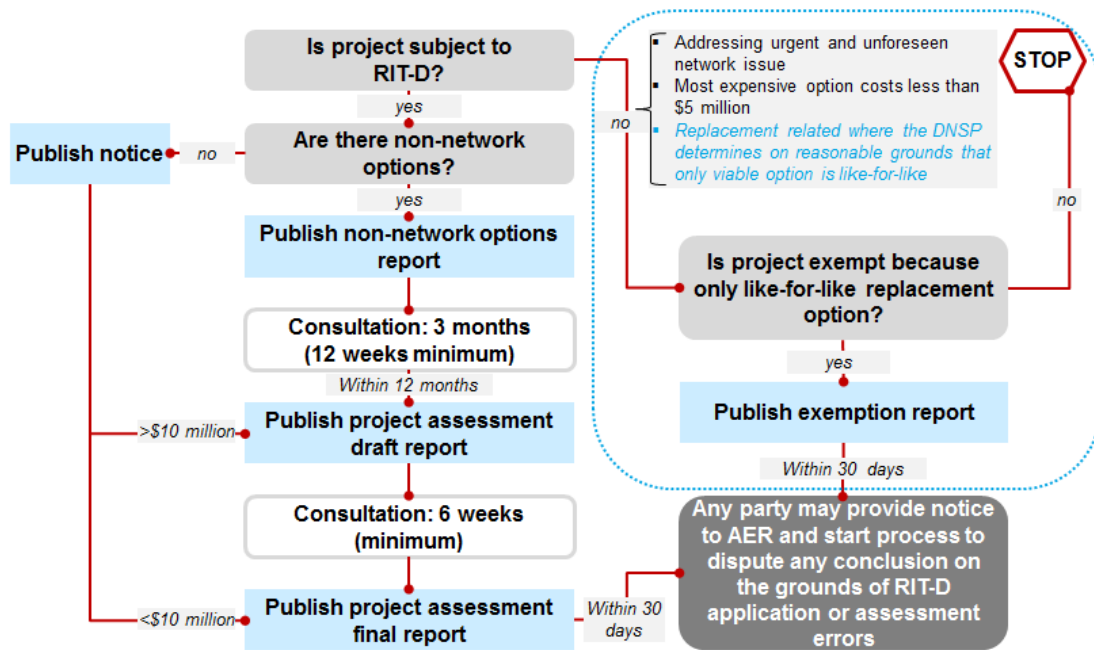 Is project subject to
RIT-D?
yes
Are there non-network
options?
no
Publish notice
yes
Publish non-network options
report
Consultation: 3 months
(12 weeks minimum)
Within 12 months
>$10 million
Publish project assessment
draft report
Consultation: 6 weeks
(minimum)
<$10 million
Publish project assessment
final report
Within 30
days
no
▪ Addressing urgent and unforeseen
network issue
▪ Most expensive option costs less than
$5 million
▪ Replacement related where the DNSP
determines on reasonable grounds that
only viable option is like-for-like
STOP
no
Is project exempt because
only like-for-like replacement
option?
yes
Publish exemption report
Within 30 days
Any party may provide notice
to AER and start process to
dispute any conclusion on
the grounds of RIT-D
application or assessment
errors